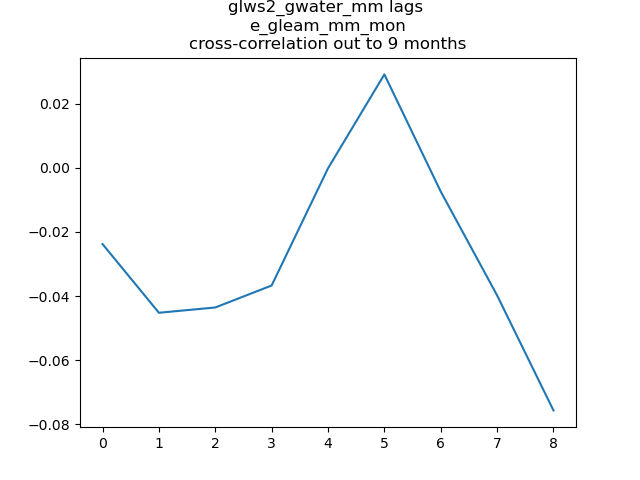 glws2_gwater_mm lags
e_gleam_mm_mon
cross-correlation out to 9 months
0.02
0.00
−0.02
−0.04
−0.06
−0.08
0 1 2 3 4 5 6 7 8